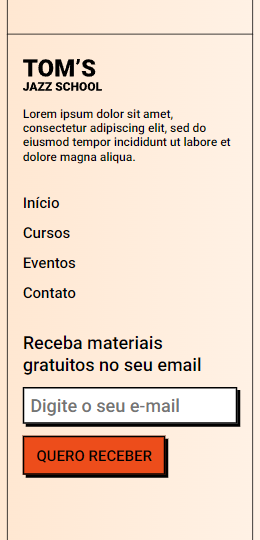 TOM'S
JAZZ SCHOOL
Lorem ipsum dolor sit amet,
consectetur adipiscing elit, sed do
eiusmod tempor incididunt ut labore et
dolore magna aliqua.
Início
Cursos
Eventos
Contato
Receba materiais
gratuitos no seu email
Digite o seu e-mail
QUERO RECEBER